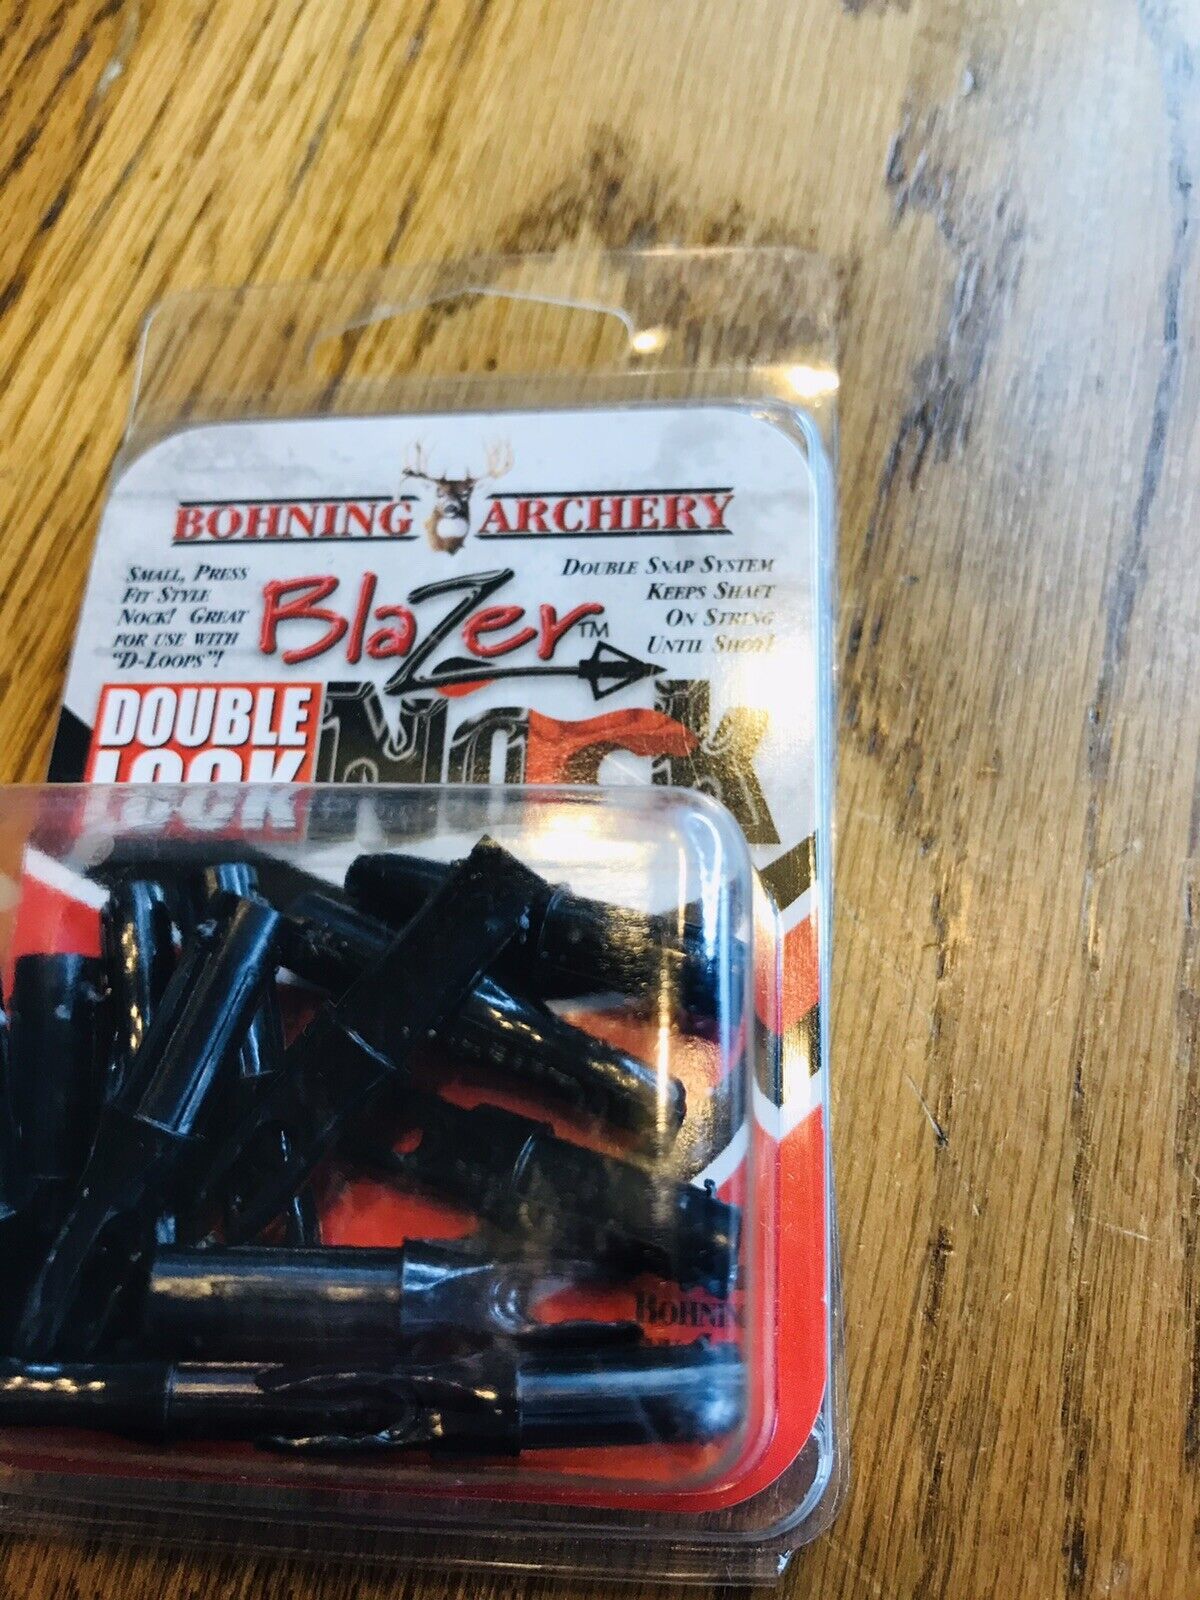 BOHNING ARCHERY
SMALL, PRESS
FIT STYLE
NOCK! GREAT
FOR USE WITH
"D-LOOPS"!
BlaZer™
DOUBLE SNAP SYSTEM
KEEPS SHAFT
ON STRING
UNTIL SHOT!
DOUBLE
LOCK
Nock
BOHNING